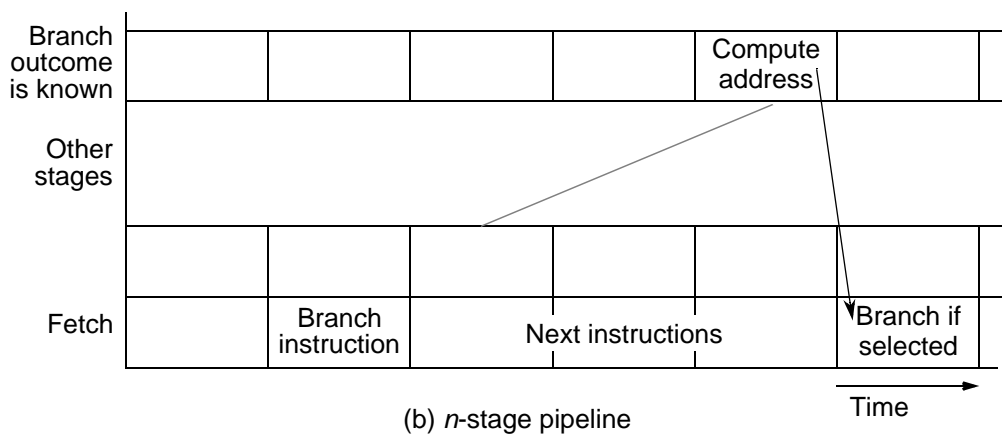 Branch
outcome
is known
Compute
address
Other
stages
Fetch
Branch
instruction
Next instructions
Branch if
selected
Time
(b) n-stage pipeline